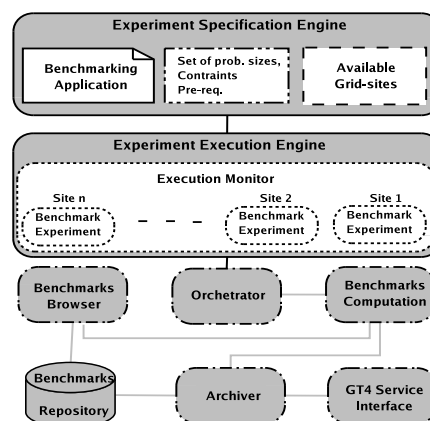 Experiment Specification Engine
Benchmarking
Application
Set of prob. sizes,
Contraints
Pre-req.
Available
Grid-sites
Experiment Execution Engine
Execution Monitor
Site n
Benchmark
Experiment
Site 2
Benchmark
Experiment
Site 1
Benchmark
Experiment
Benchmarks
Browser
Orchetrator
Benchmarks
Computation
Benchmarks
Repository
Archiver
GT4 Service
Interface